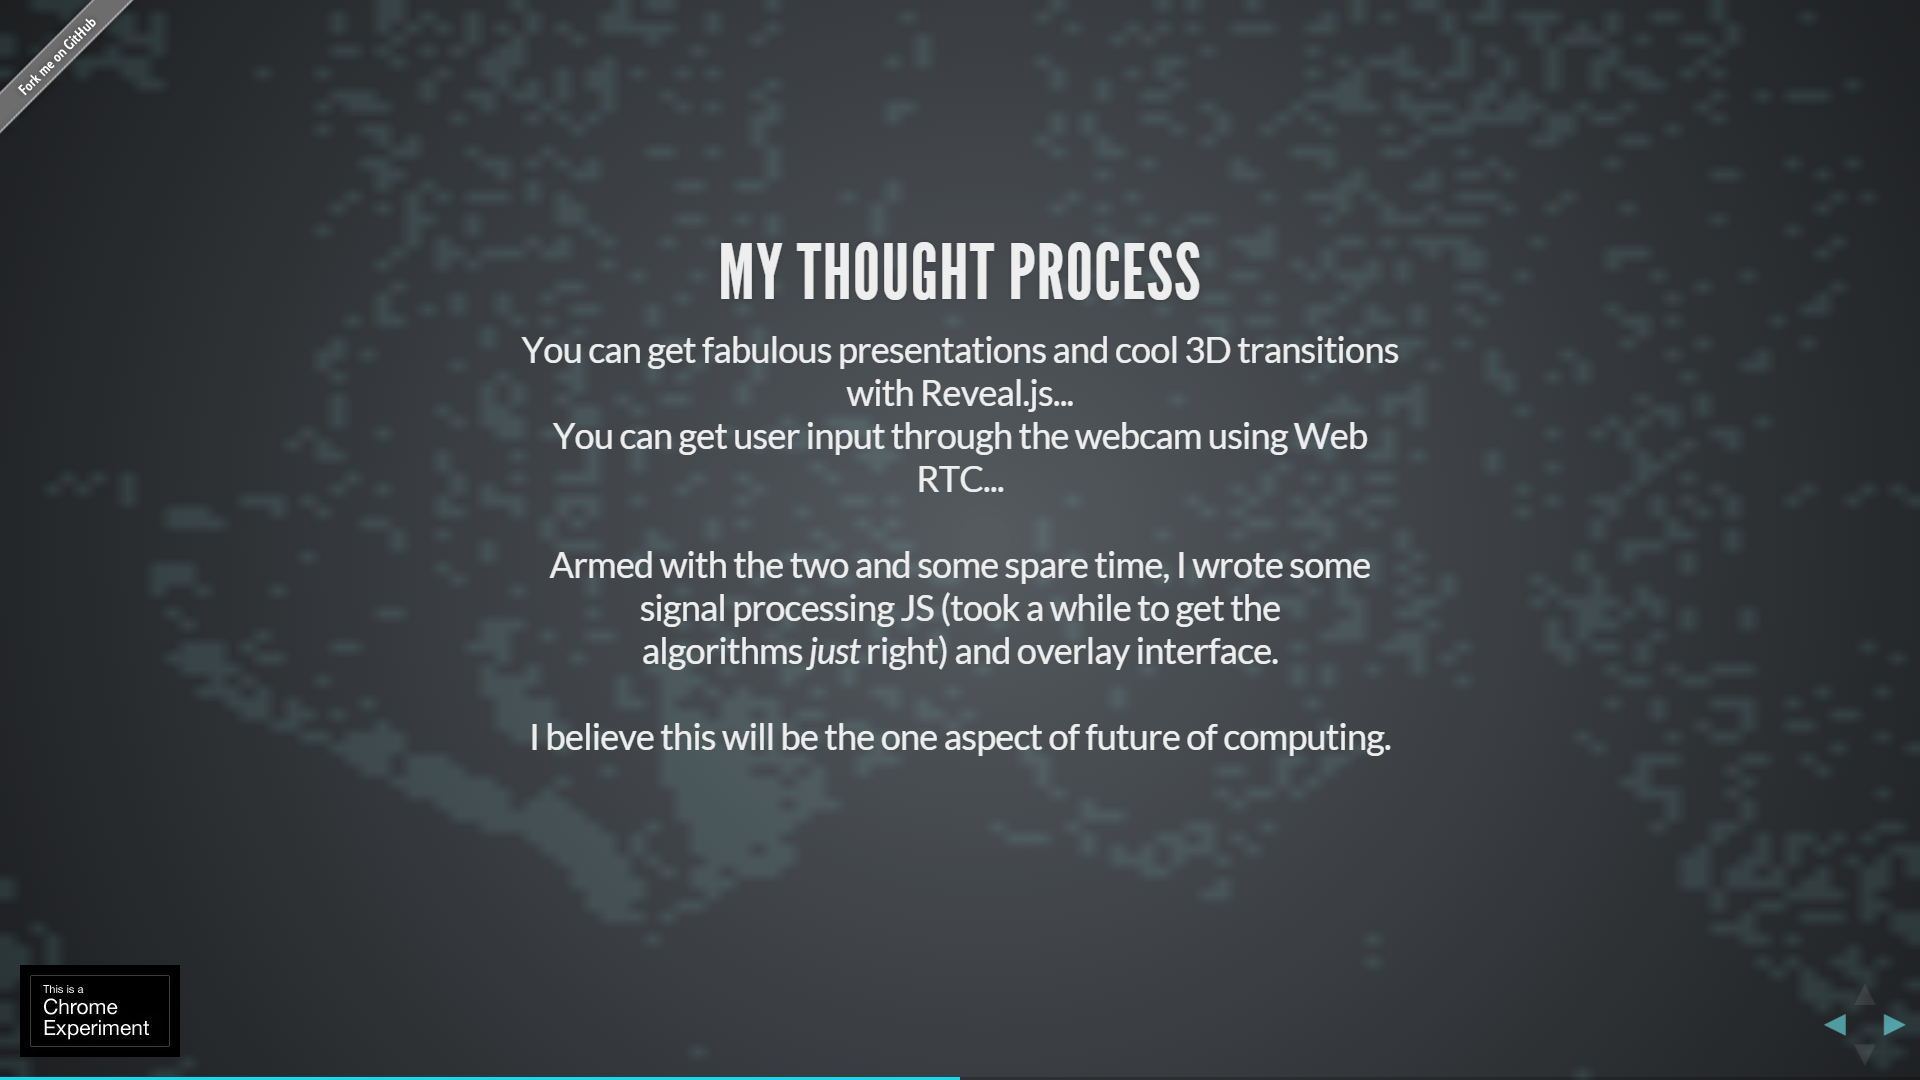 Fork me on GitHub
MY THOUGHT PROCESS
You can get fabulous presentations and cool 3D transitions
with Reveal.js...
You can get user input through the webcam using Web
RTC...
Armed with the two and some spare time, I wrote some
signal processing JS (took a while to get the
algorithms just right) and overlay interface.
I believe this will be the one aspect of future of computing.
This is a
Chrome
Experiment